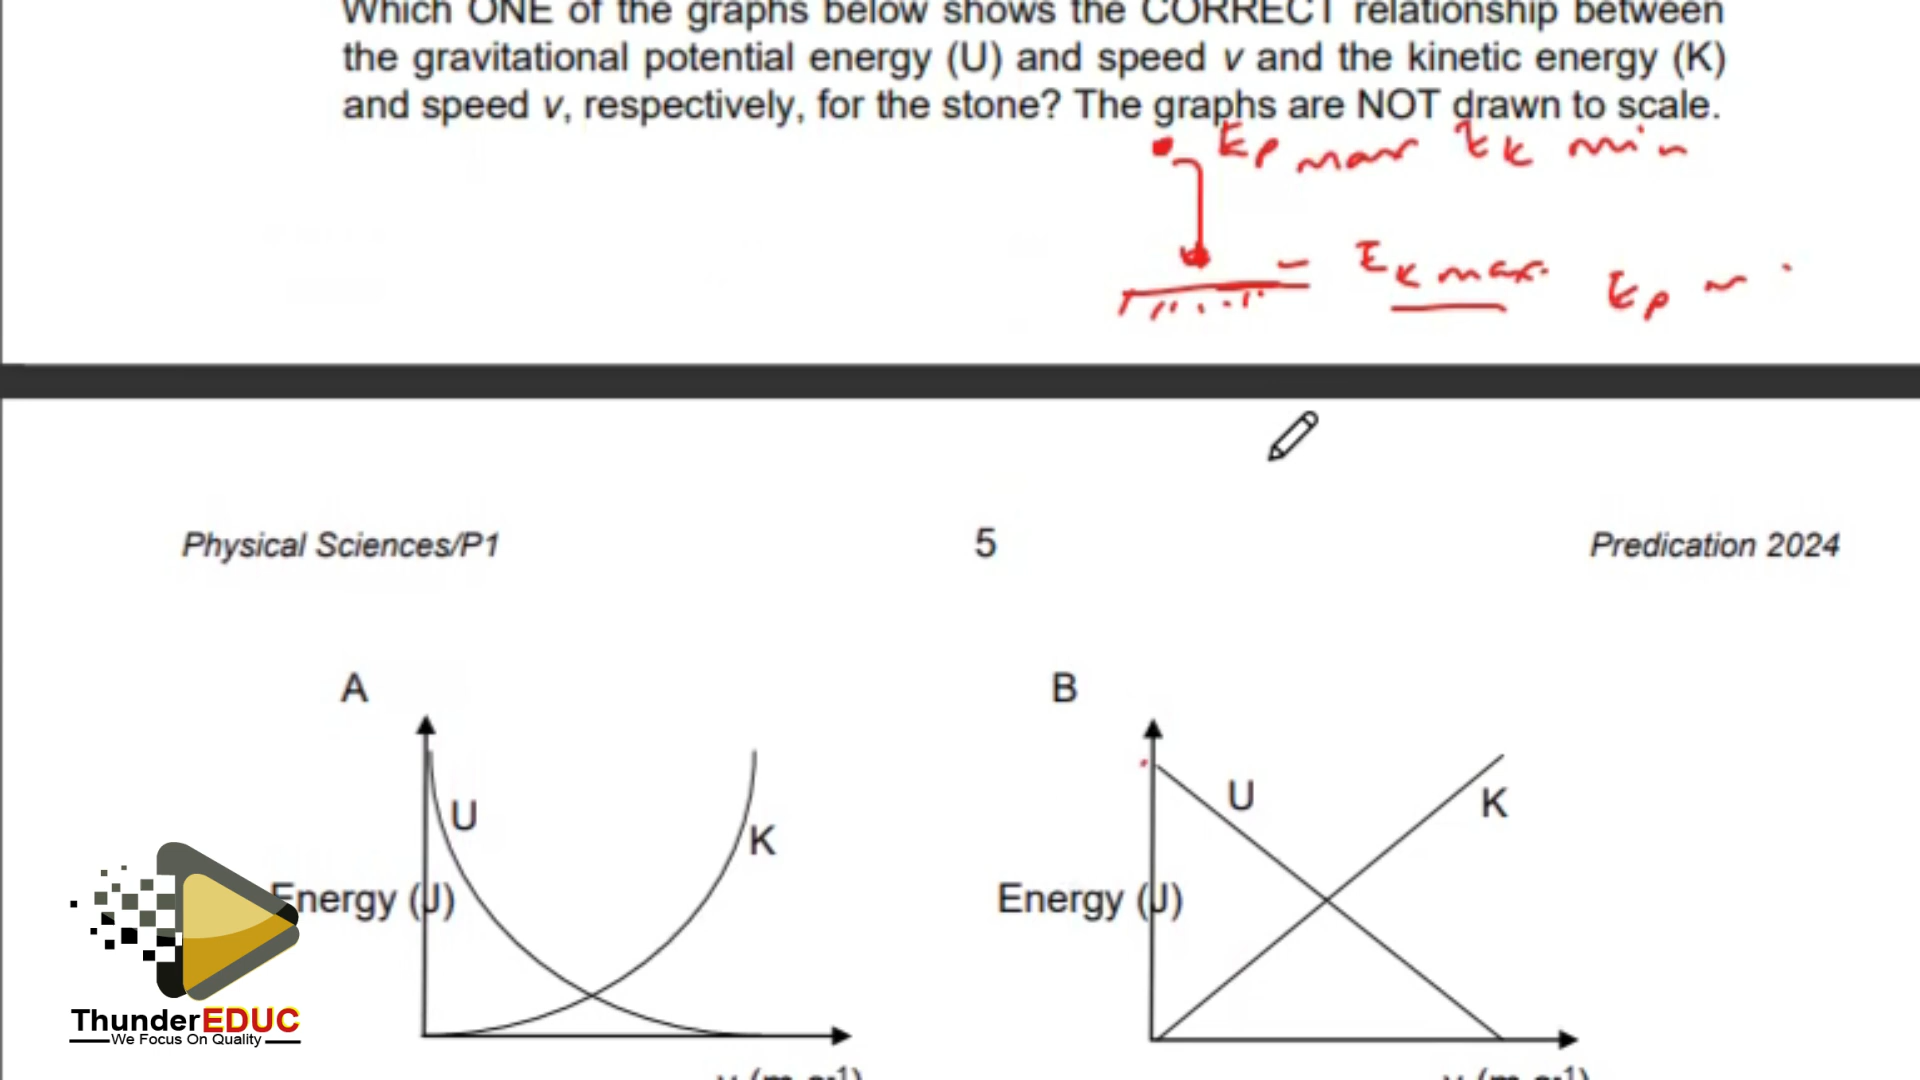 Which ONE of the graphs below shows the CORRECT relationship between
the gravitational potential energy (U) and speed v and the kinetic energy (K)
and speed v, respectively, for the stone? The graphs are NOT drawn to scale.
Ep max Ek min
Ek max Ep
Physical Sciences/P1 5 Predication 2024
A B
U K U K
Energy (J) Energy (J)
ThunderEDUC
We Focus On Quality
v (m·s-1) v (m·s-1)